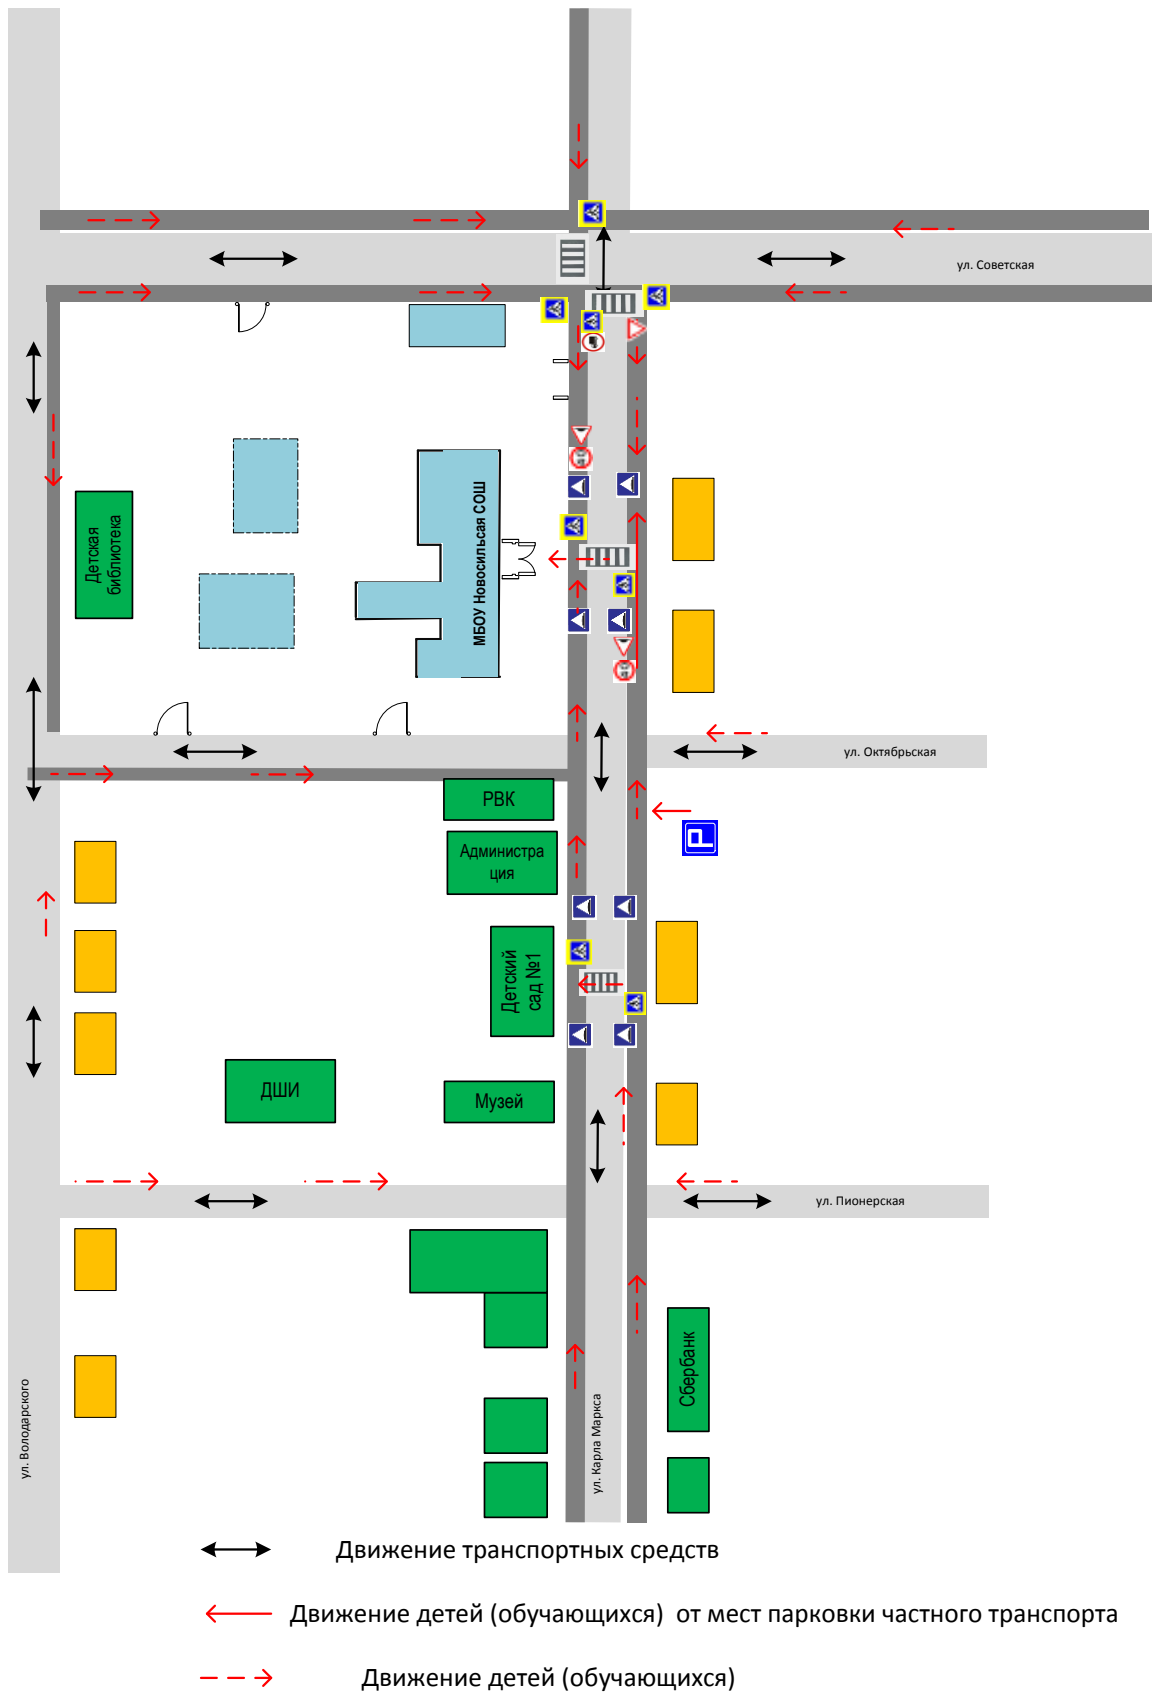 ул. Советская
Детская
библиотека
МБОУ Новосильсая СОШ
ул. Октябрьская
РВК
Администра
ция
P
Детский
сад №1
ДШИ
Музей
ул. Пионерская
Сбербанк
ул. Володарского
ул. Карла Маркса
Движение транспортных средств
Движение детей (обучающихся) от мест парковки частного транспорта
Движение детей (обучающихся)